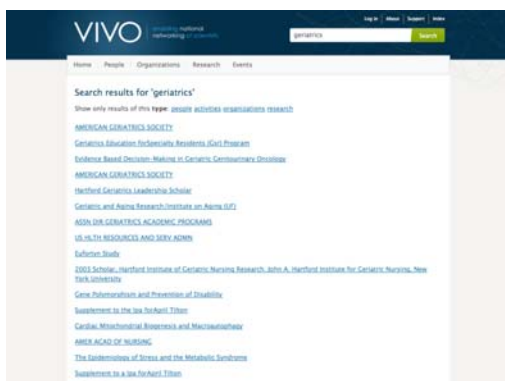 Log in | About | Support | Index
VIVO enabling national
networking of scientists
geriatrics Search
Home People Organizations Research Events
Search results for 'geriatrics'
Show only results of this type: people activities organizations research
AMERICAN GERIATRICS SOCIETY
Geriatrics Education forSpecialty Residents (Gsr) Program
Evidence Based Decision-Making in Geriatric Genitourinary Oncology
AMERICAN GERIATRICS SOCIETY
Hartford Geriatrics Leadership Scholar
Geriatric and Aging Research/Institute on Aging (UF)
ASSN DIR GERIATRICS ACADEMIC PROGRAMS
US HLTH RESOURCES AND SERV ADMN
Study
2003 Scholar, Hartford Institute of Geriatric Nursing Research, John A. Hartford Institute for Geriatric Nursing, New
York University
Gene Polymorphism and Prevention of Disability
Supplement to the Ipa forApril Tilton
Cardiac Mitochondrial Biogenesis and Macroautophagy
AMER ACAD OF NURSING
The Epidemiology of Stress and the Metabolic Syndrome
Supplement to a Ipa forApril Tilton